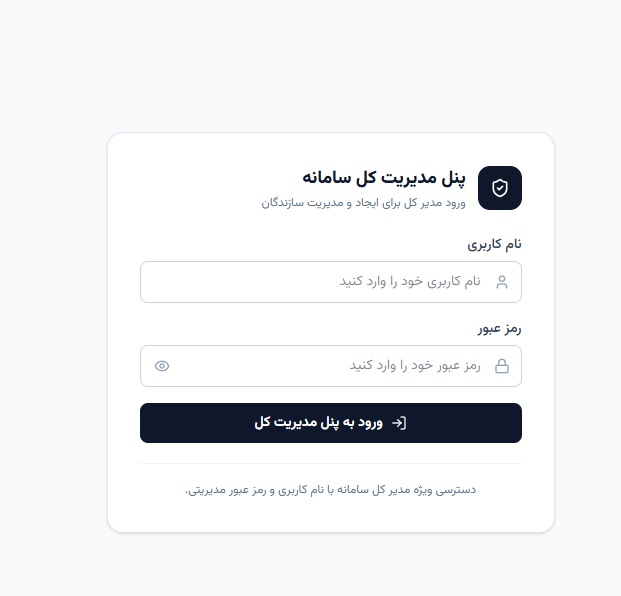 پنل مدیریت کل سامانه
ورود مدیر کل برای ایجاد و مدیریت سازندگان
نام کاربری
نام کاربری خود را وارد کنید
رمز عبور
رمز عبور خود را وارد کنید
ورود به پنل مدیریت کل
دسترسی ویژه مدیر کل سامانه با نام کاربری و رمز عبور مدیریتی.